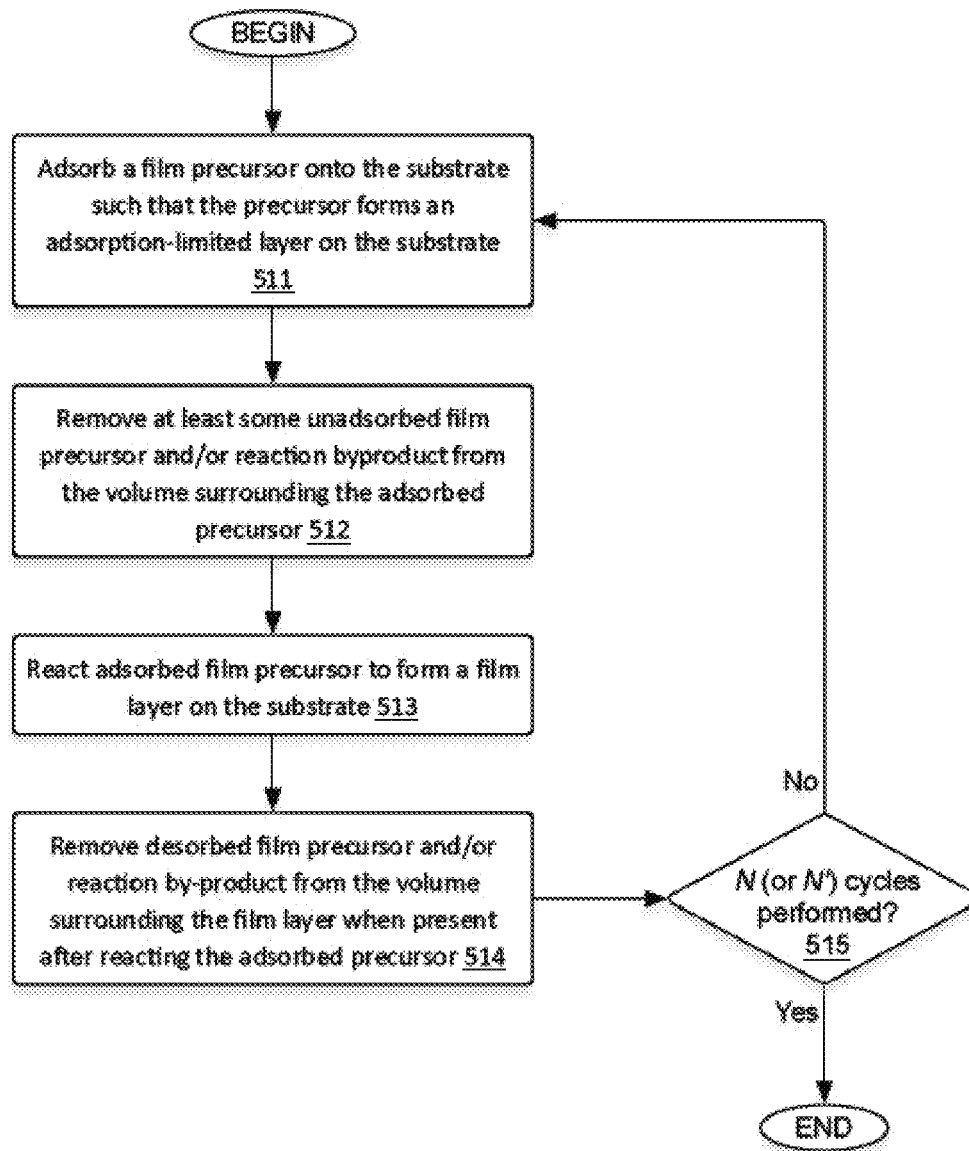 BEGIN
Adsorb a film precursor onto the substrate
such that the precursor forms an
adsorption-limited layer on the substrate
511
Remove at least some unadsorbed film
precursor and/or reaction byproduct from
the volume surrounding the adsorbed
precursor 512
React adsorbed film precursor to form a film
layer on the substrate 513
Remove desorbed film precursor and/or
reaction by-product from the volume
surrounding the film layer when present
after reacting the adsorbed precursor 514
No
N (or N') cycles
performed?
515
Yes
END